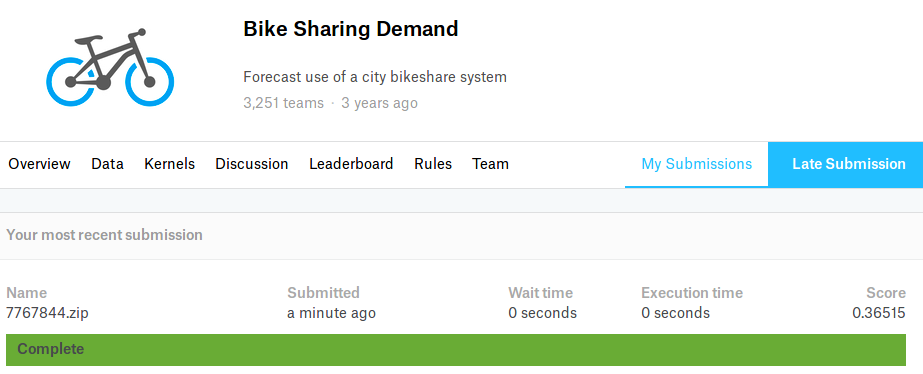 Bike Sharing Demand
Forecast use of a city bikeshare system
3,251 teams · 3 years ago
Overview Data Kernels Discussion Leaderboard Rules Team My Submissions Late Submission
Your most recent submission
Name Submitted Wait time Execution time Score
7767844.zip a minute ago 0 seconds 0 seconds 0.36515
Complete